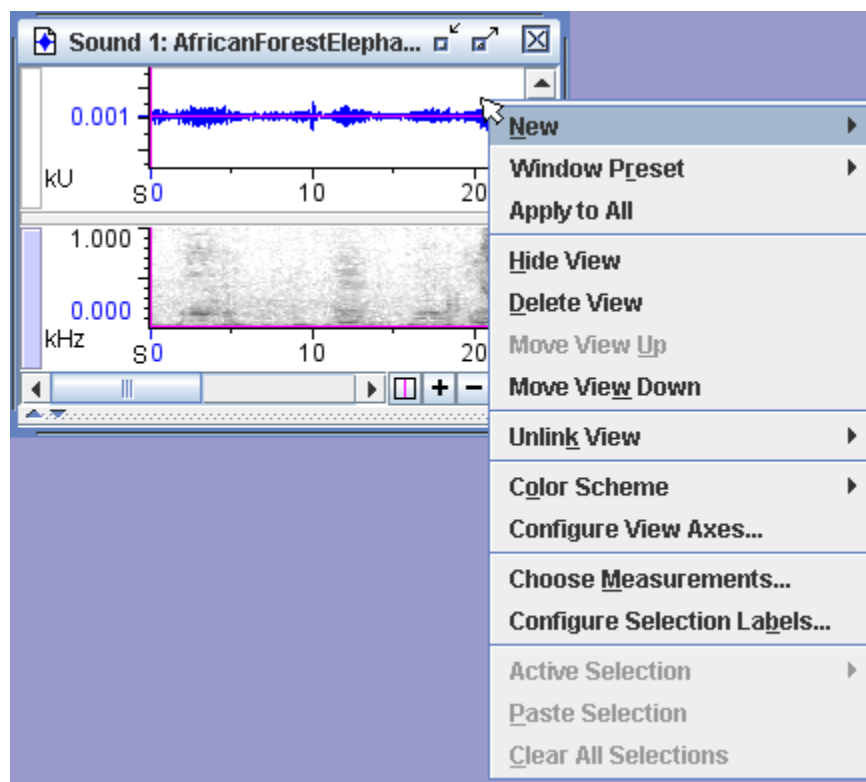 Sound 1: AfricanForestElepha...
0.001
kU
S 0 10 20
1.000
0.000
kHz
S 0 10 20
New
Window Preset
Apply to All
Hide View
Delete View
Move View Up
Move View Down
Unlink View
Color Scheme
Configure View Axes...
Choose Measurements...
Configure Selection Labels...
Active Selection
Paste Selection
Clear All Selections